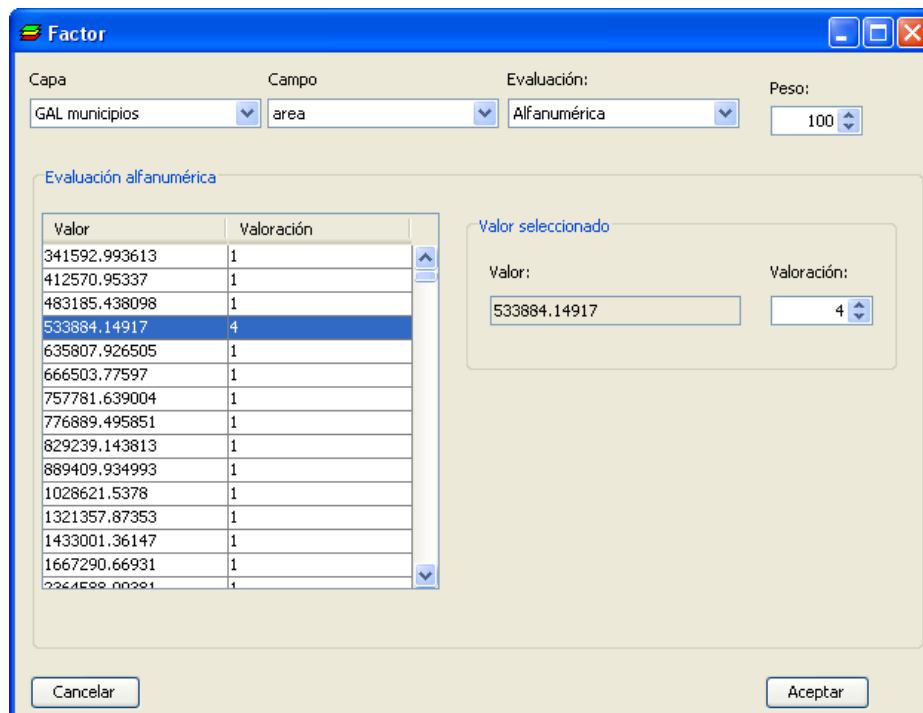 Factor
Capa Campo Evaluación: Peso:
GAL municipios area Alfanumérica 100
Evaluación alfanumérica
Valor Valoración
341592.993613 1
412570.95337 1
483185.438098 1
533884.14917 4
635807.926505 1
666503.77597 1
757781.639004 1
776889.495851 1
829239.143813 1
889409.934993 1
1028621.5378 1
1321357.87353 1
1433001.36147 1
1667290.66931 1
Valor seleccionado
Valor: Valoración:
533884.14917 4
Cancelar Aceptar